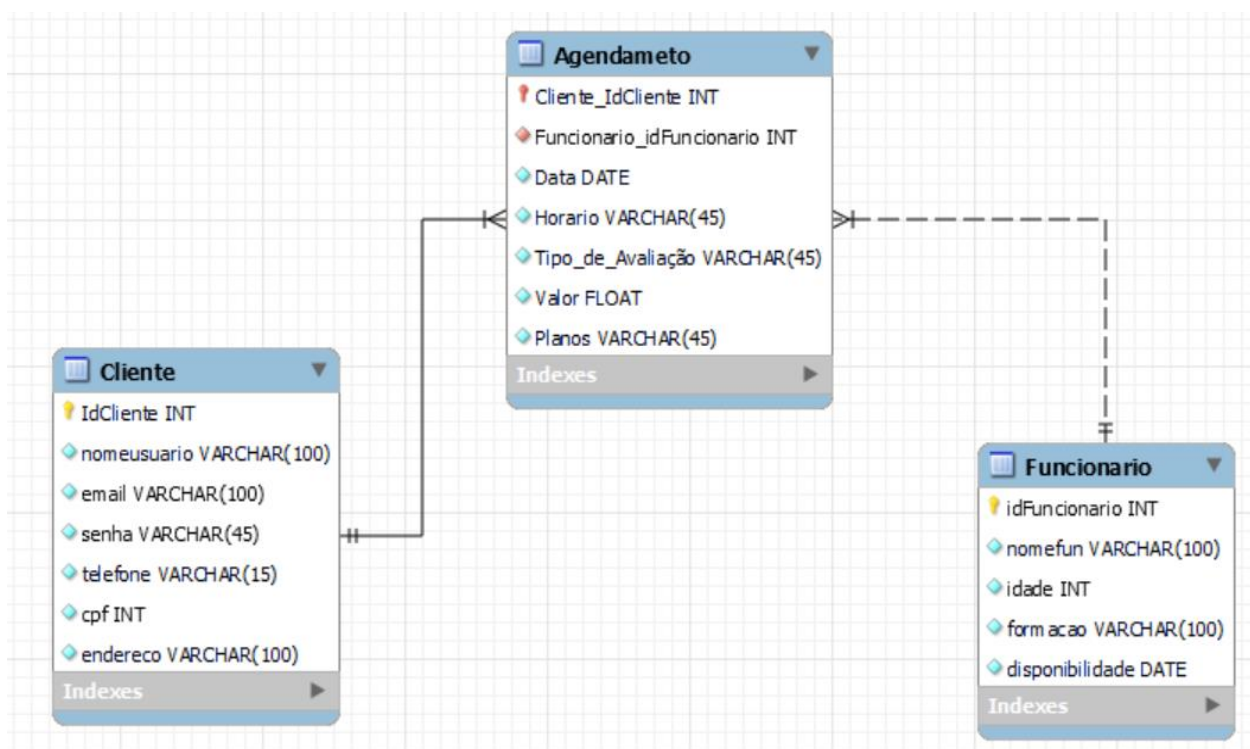 Agendameto
Cliente_IdCliente INT
Funcionario_idFuncionario INT
Data DATE
Horario VARCHAR(45)
Tipo_de_Avaliação VARCHAR(45)
Valor FLOAT
Planos VARCHAR(45)
Indexes
Cliente
IdCliente INT
nomeusuario VARCHAR(100)
email VARCHAR(100)
senha VARCHAR(45)
telefone VARCHAR(15)
cpf INT
endereco VARCHAR(100)
Indexes
Funcionario
idFuncionario INT
nomefun VARCHAR(100)
idade INT
formacao VARCHAR(100)
disponibilidade DATE
Indexes